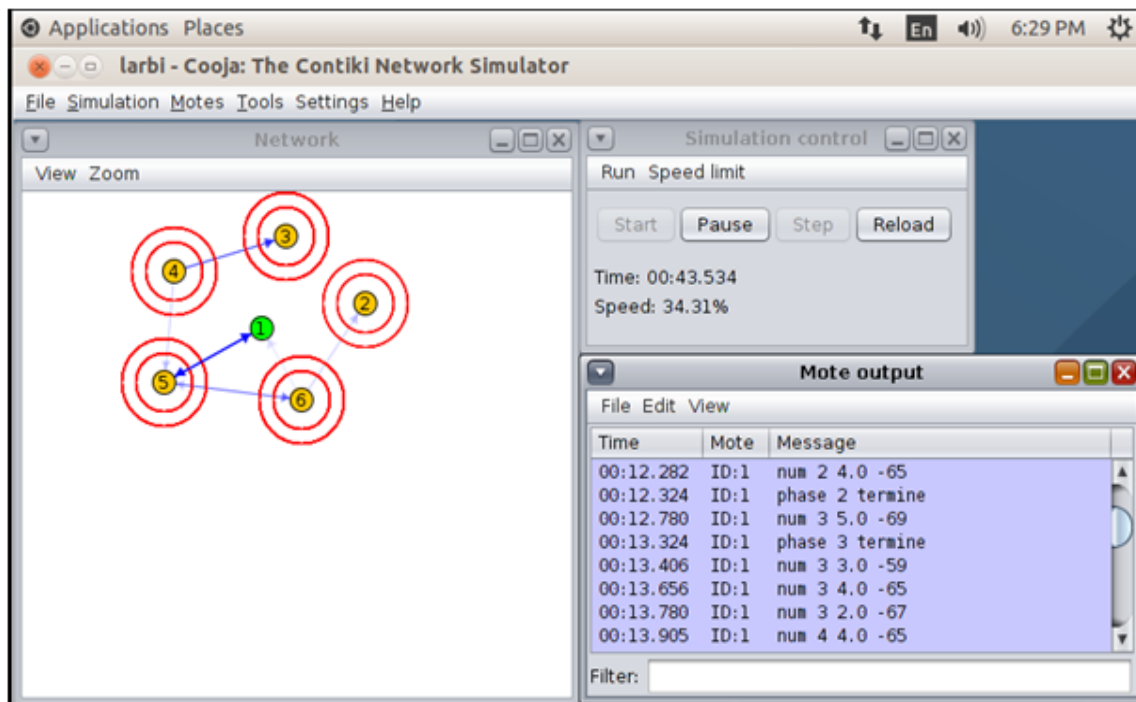 Applications Places En 6:29 PM
larbi - Cooja: The Contiki Network Simulator
File Simulation Motes Tools Settings Help
Network
View Zoom
3
4
2
1
5
6
Simulation control
Run Speed limit
Start Pause Step Reload
Time: 00:43.534
Speed: 34.31%
Mote output
File Edit View
Time Mote Message
00:12.282 ID:1 num 2 4.0 -65
00:12.324 ID:1 phase 2 termine
00:12.780 ID:1 num 3 5.0 -69
00:13.324 ID:1 phase 3 termine
00:13.406 ID:1 num 3 3.0 -59
00:13.656 ID:1 num 3 4.0 -65
00:13.780 ID:1 num 3 2.0 -67
00:13.905 ID:1 num 4 4.0 -65
Filter: